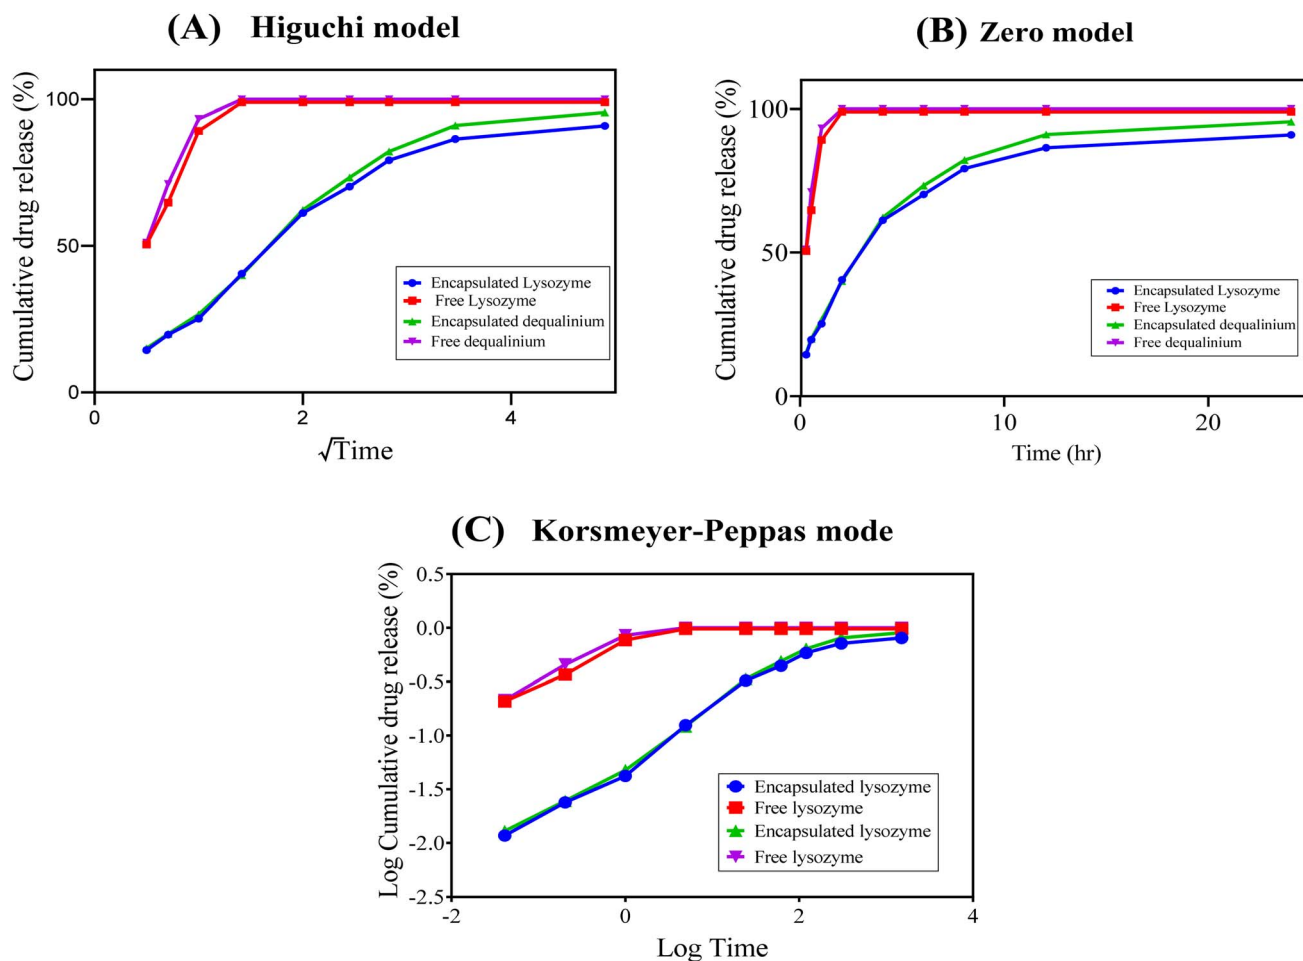 (A) Higuchi model
Cumulative drug release (%)
100
50
0
0 2 4
√Time
Encapsulated Lysozyme
Free Lysozyme
Encapsulated dequalinium
Free dequalinium
(B) Zero model
Cumulative drug release (%)
100
50
0
0 10 20
Time (hr)
Encapsulated Lysozyme
Free Lysozyme
Encapsulated dequalinium
Free dequalinium
(C) Korsmeyer-Peppas mode
Log Cumulative drug release (%)
0.5
0.0
-0.5
-1.0
-1.5
-2.0
-2.5
-2 0 2 4
Log Time
Encapsulated lysozyme
Free lysozyme
Encapsulated lysozyme
Free lysozyme